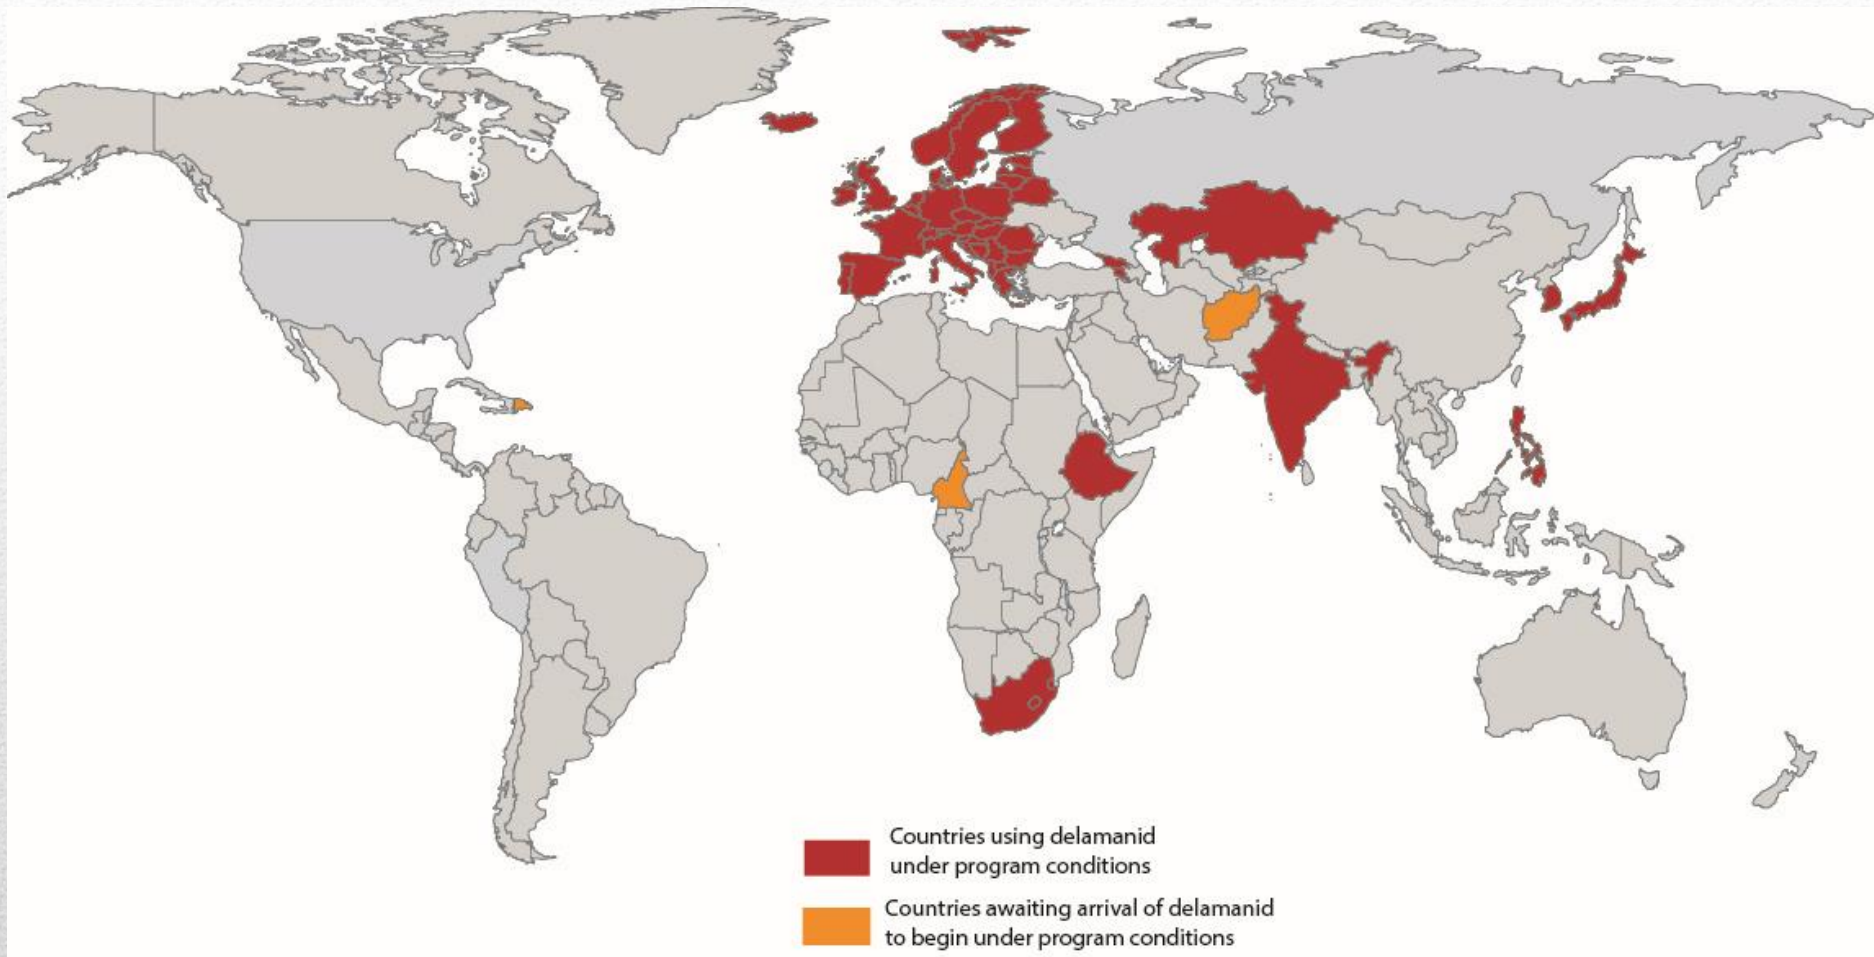 Countries using delamanid
under program conditions
Countries awaiting arrival of delamanid
to begin under program conditions